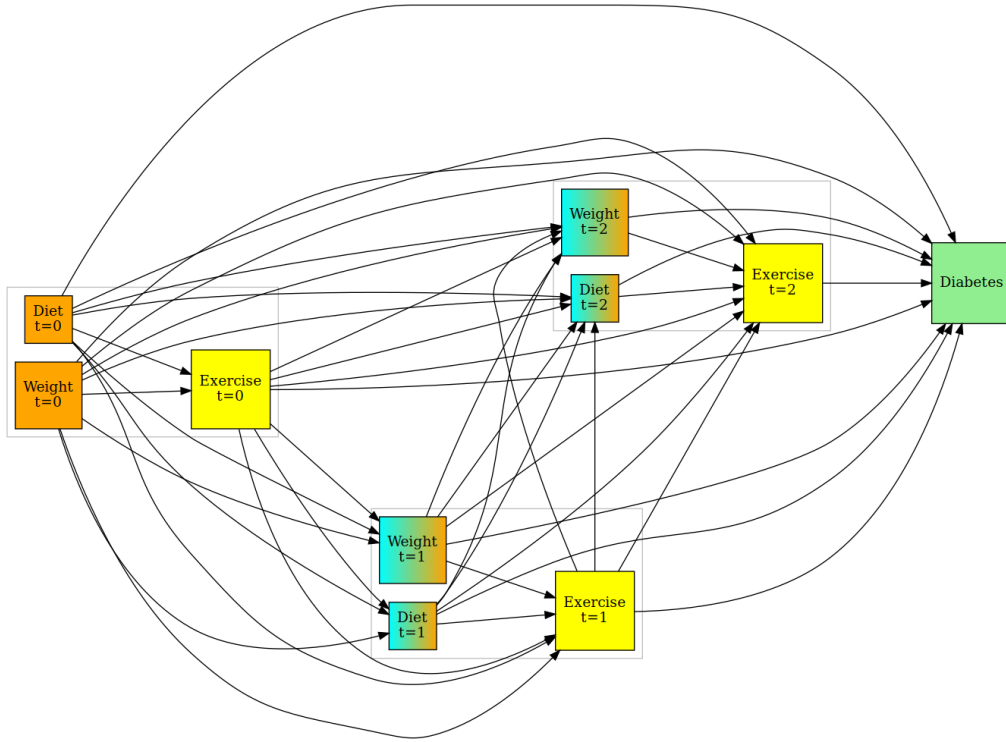 Diet
t=0
Weight
t=0
Exercise
t=0
Weight
t=1
Diet
t=1
Exercise
t=1
Weight
t=2
Diet
t=2
Exercise
t=2
Diabetes